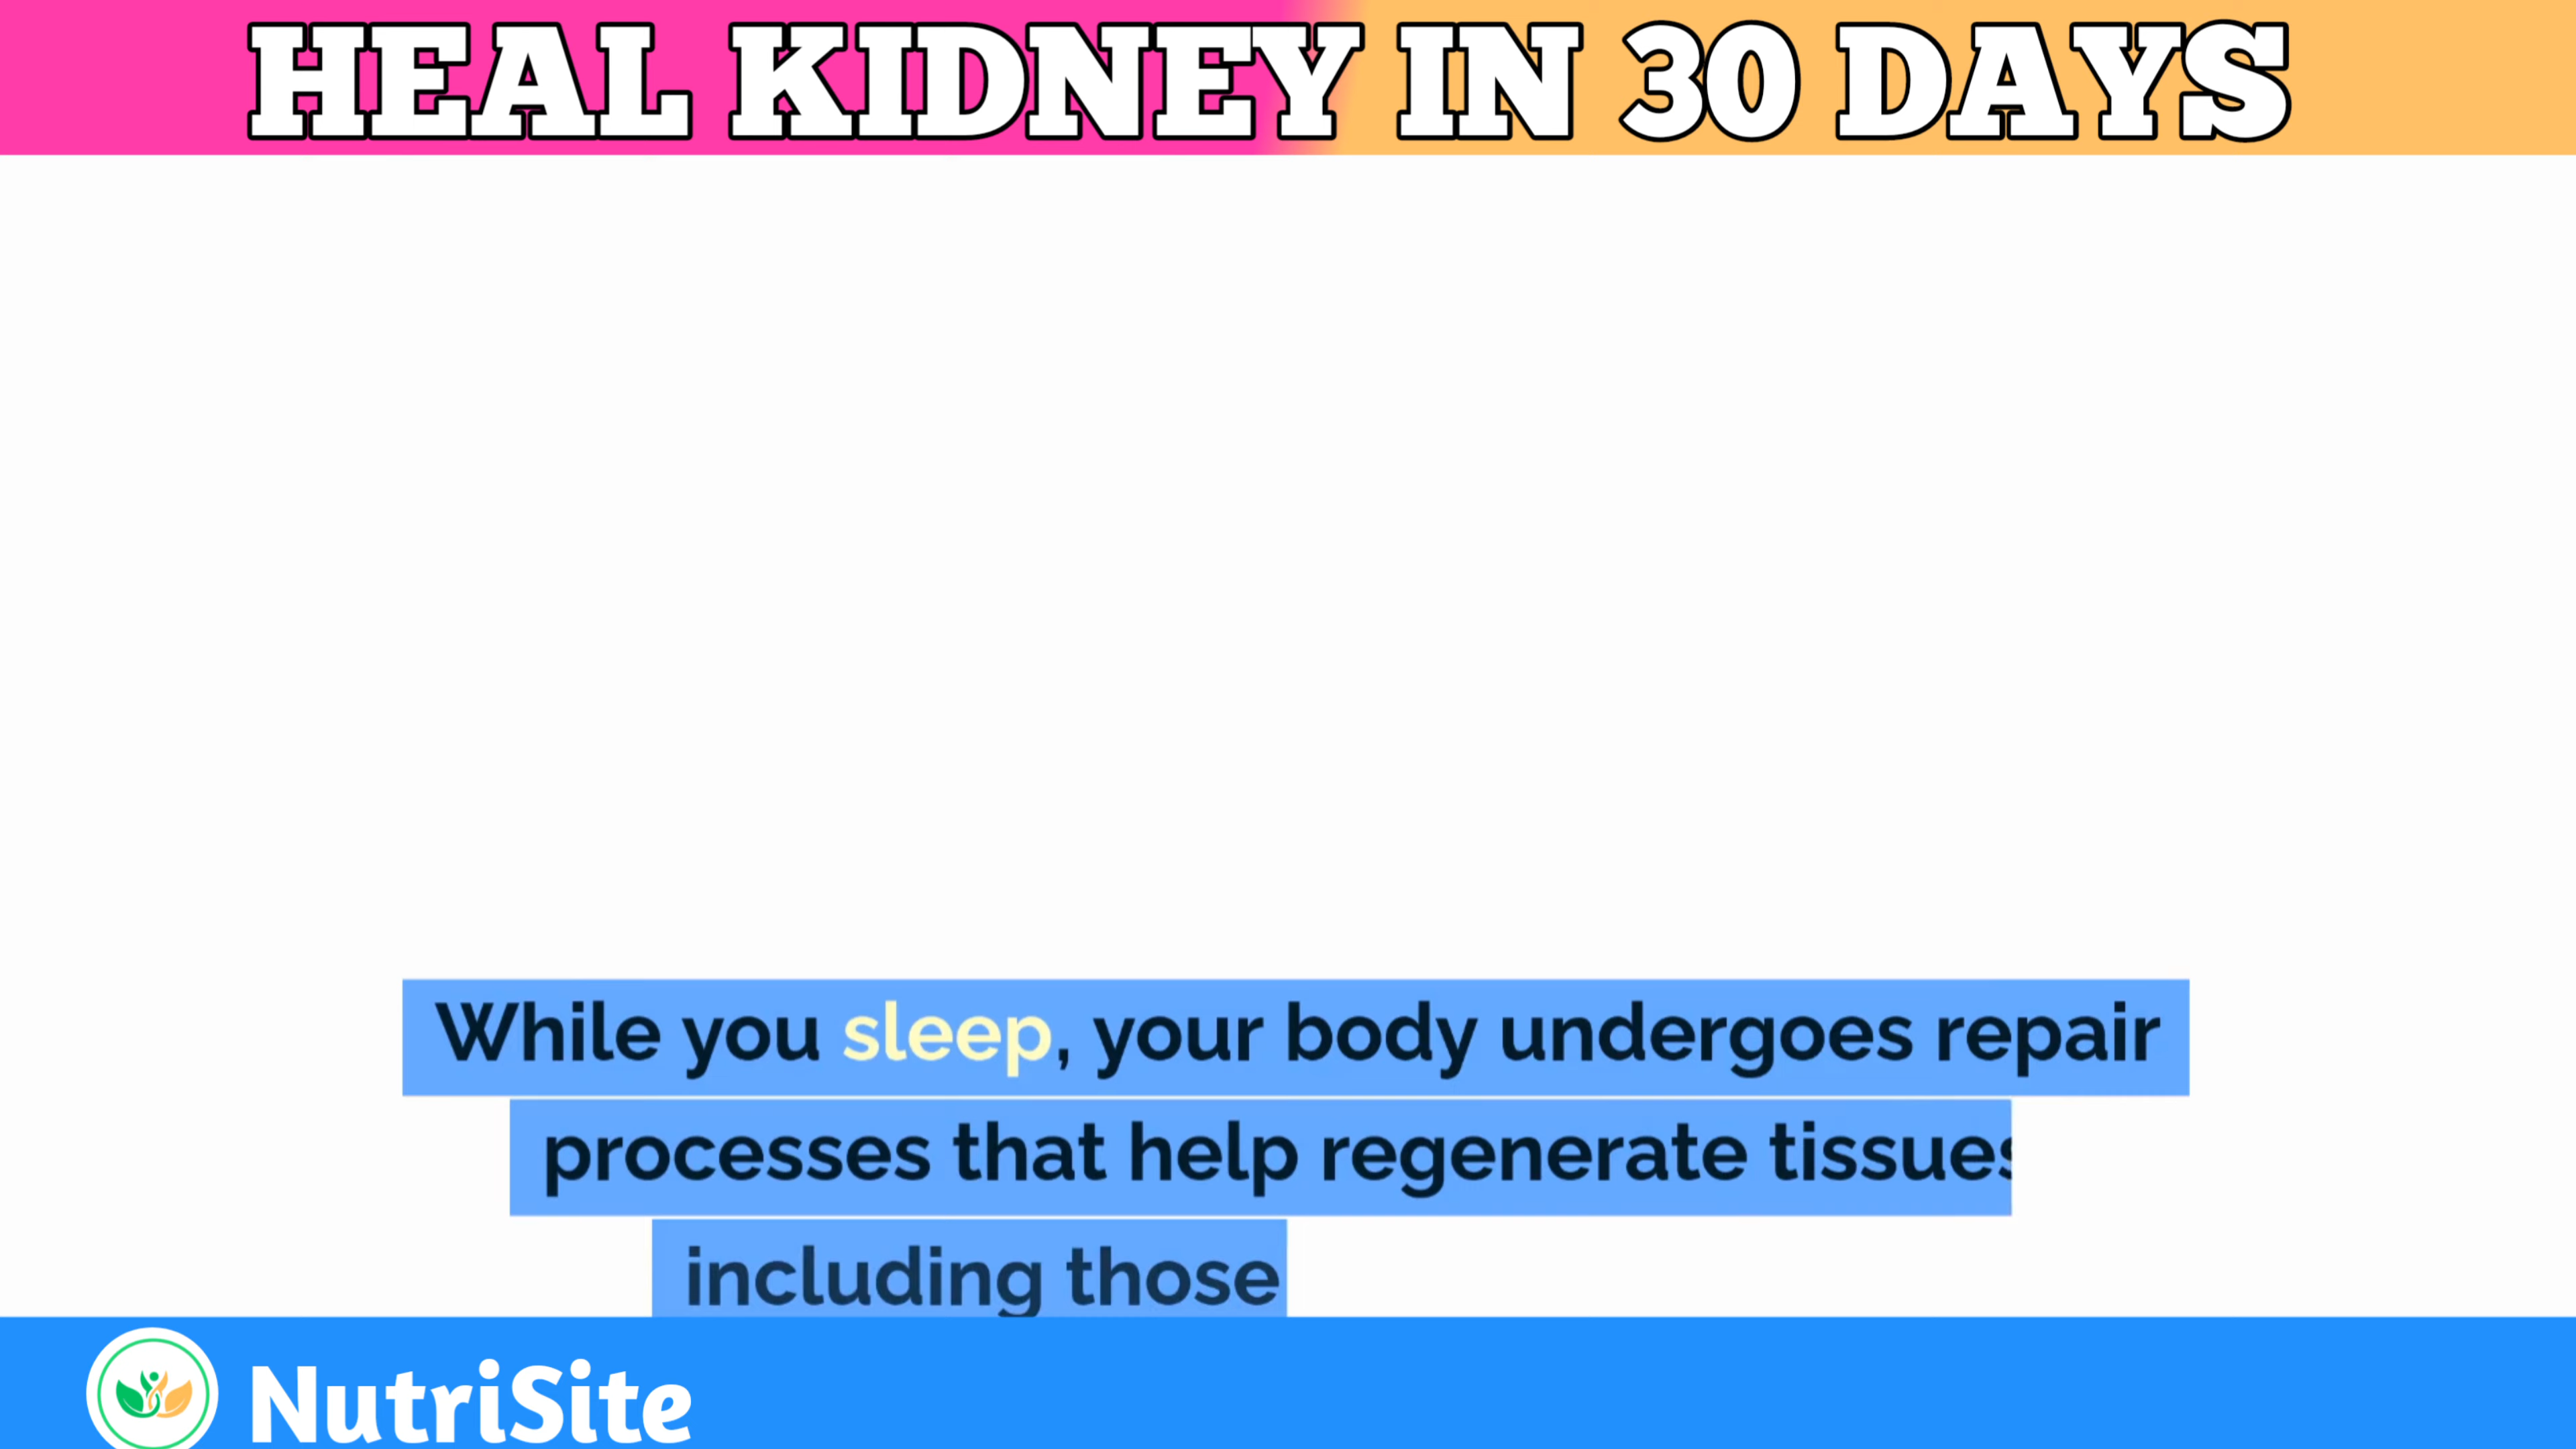 HEAL KIDNEY IN 30 DAYS
While you sleep, your body undergoes repair
processes that help regenerate tissues
including those
NutriSite